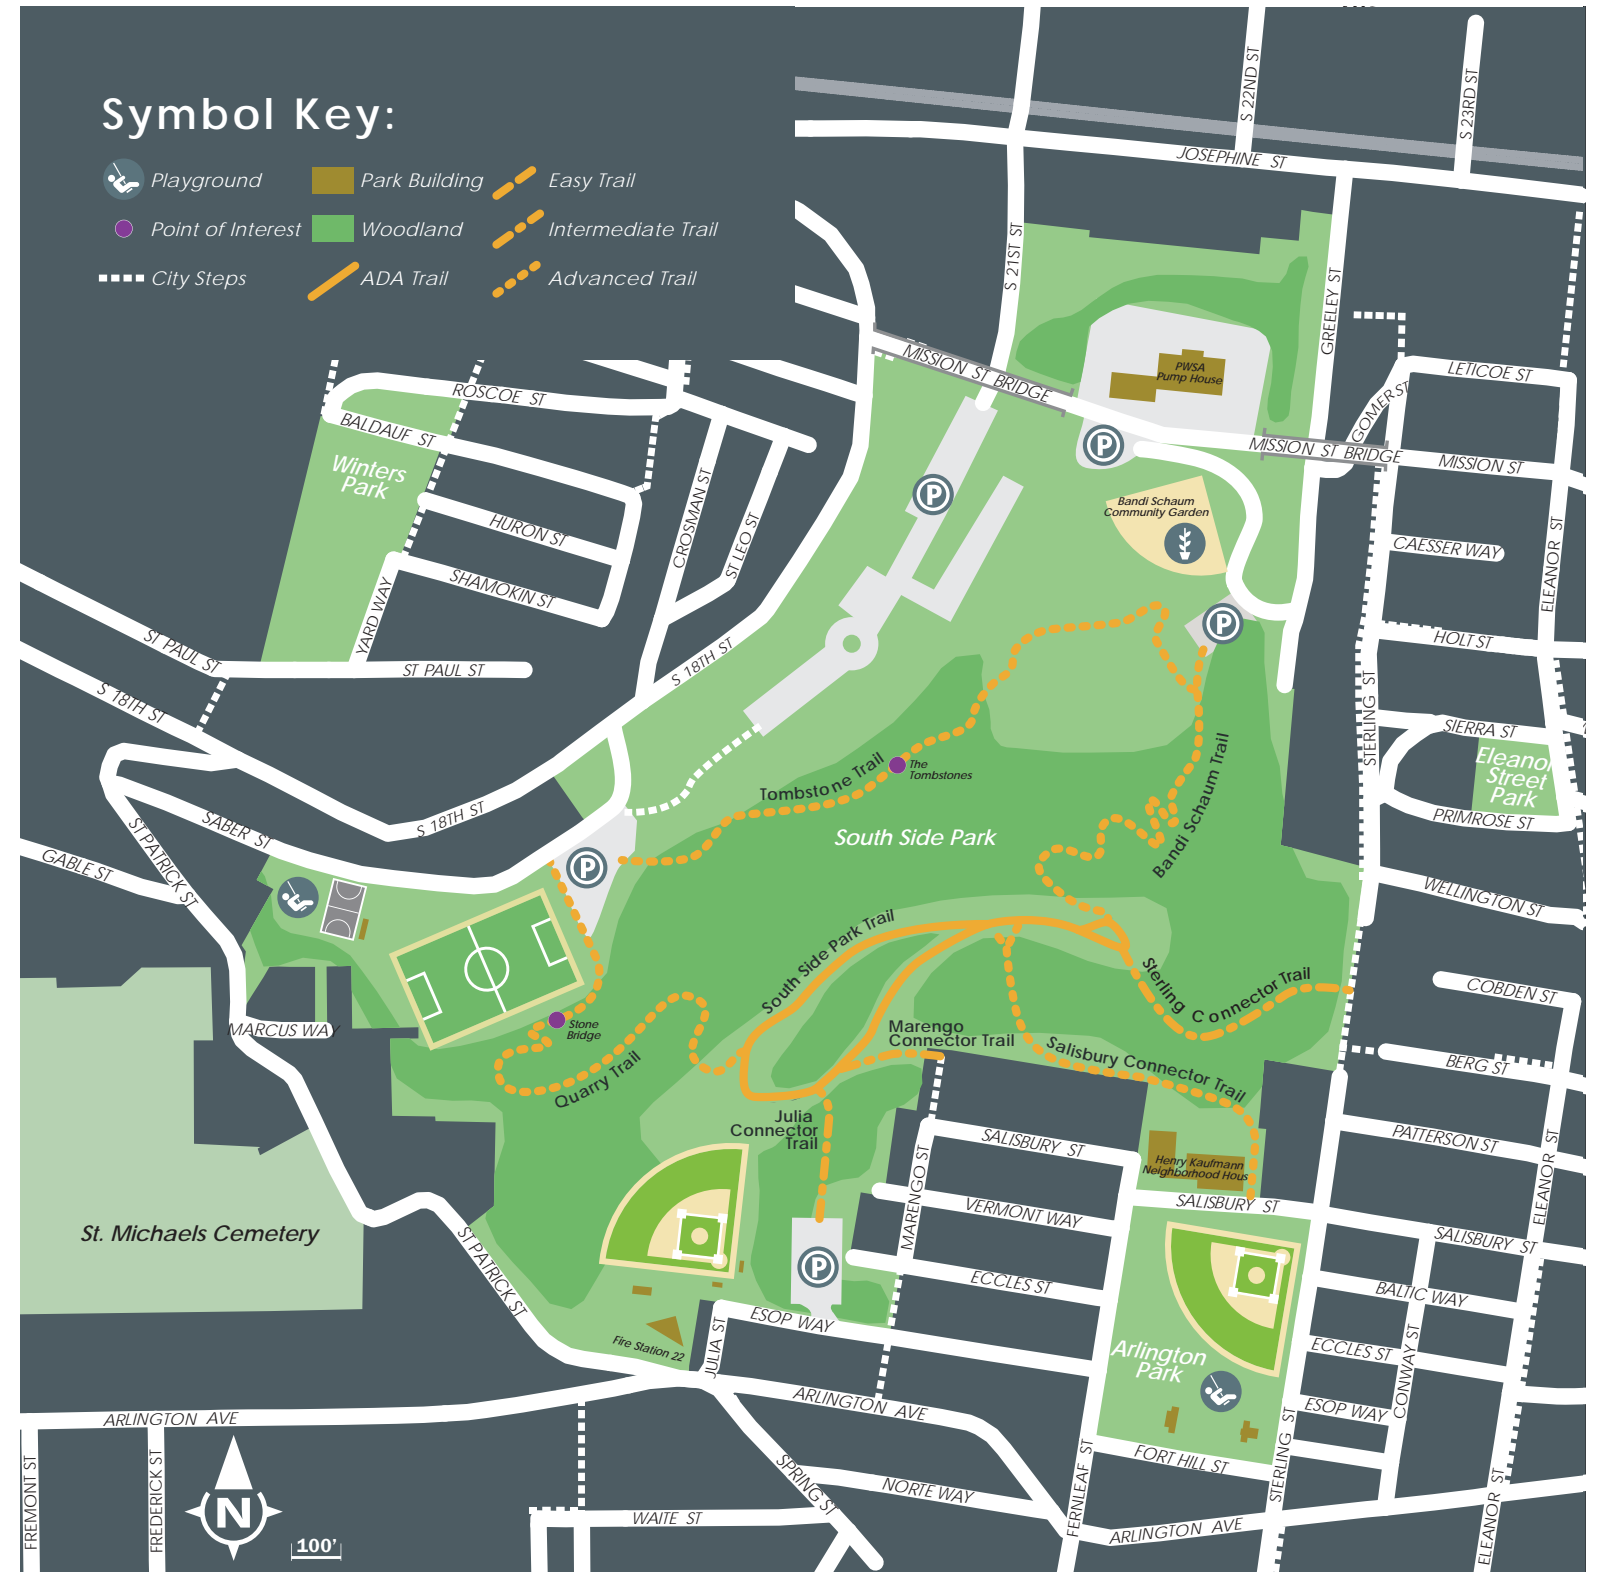 Symbol Key:
Playground
Park Building
Easy Trail
Point of Interest
Woodland
Intermediate Trail
City Steps
ADA Trail
Advanced Trail
S 22ND ST
S 23RD ST
JOSEPHINE ST
S 21ST ST
GREELEY ST
MISSION ST BRIDGE
PWSA
Pump House
LETICOE ST
GOMER ST
ROSCOE ST
BALDAUF ST
P
MISSION ST BRIDGE
MISSION ST
Winters
Park
P
Bandi Schaum
Community Garden
HURON ST
CROSMAN ST
ST LEO ST
CAESSER WAY
ELEANOR ST
SHAMOKIN ST
YARD WAY
P
HOLT ST
ST PAUL ST
ST PAUL ST
S 18TH ST
S 18TH ST
STERLING ST
SIERRA ST
Eleanor
Street
Park
Tombstone Trail
The
Tombstones
Bandi Schaum Trail
S 18TH ST
SABER ST
ST PATRICK ST
PRIMROSE ST
South Side Park
GABLE ST
P
WELLINGTON ST
South Side Park Trail
Sterling Connector Trail
COBDEN ST
MARCUS WAY
Stone
Bridge
Marengo
Connector Trail
Salisbury Connector Trail
Quarry Trail
BERG ST
Julia
Connector
Trail
SALISBURY ST
PATTERSON ST
Henry Kaufmann
Neighborhood Hous
MARENGO ST
ELEANOR ST
VERMONT WAY
SALISBURY ST
St. Michaels Cemetery
SALISBURY ST
ST PATRICK ST
P
ECCLES ST
BALTIC WAY
ESOP WAY
Fire Station 22
JULIA ST
Arlington
Park
ECCLES ST
CONWAY ST
ARLINGTON AVE
ARLINGTON AVE
ESOP WAY
FORT HILL ST
STERLING ST
FREMONT ST
FREDERICK ST
N
100'
SPRING ST
NORTE WAY
WAITE ST
FERNLEAF ST
ARLINGTON AVE
ELEANOR ST